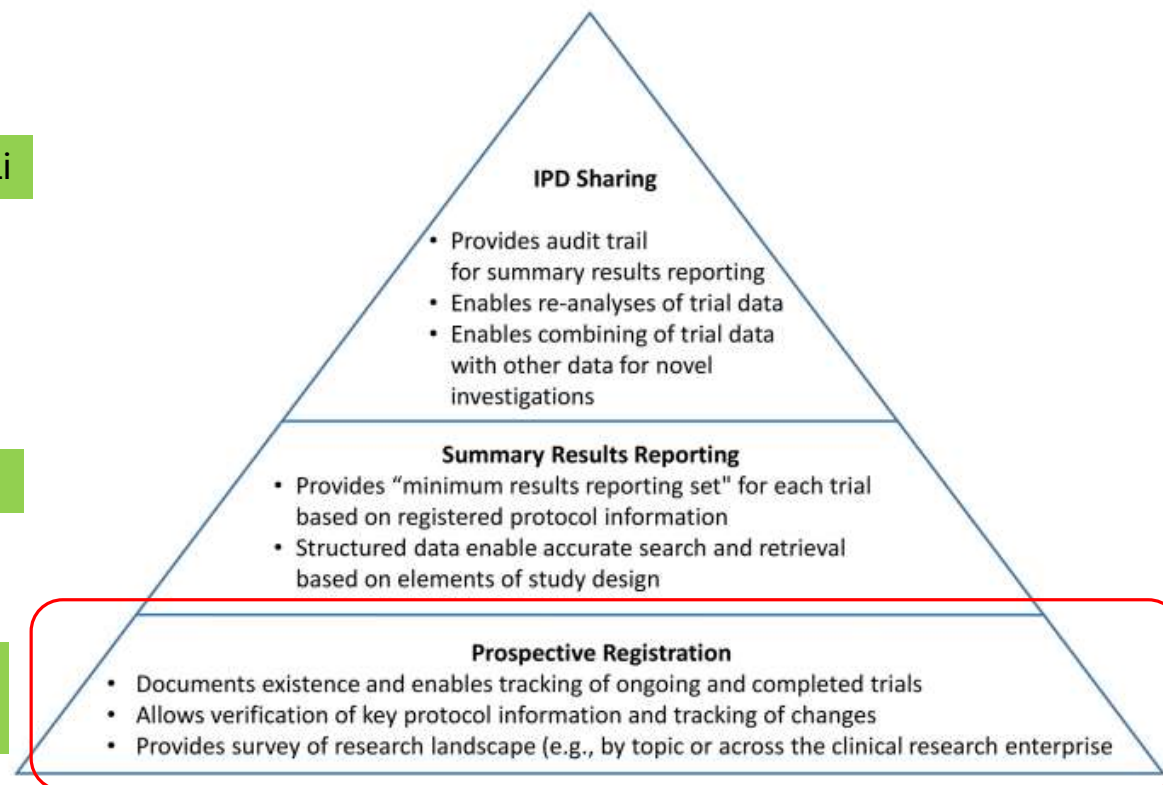 IPD Sharing
• Provides audit trail
for summary results reporting
• Enables re-analyses of trial data
• Enables combining of trial data
with other data for novel
investigations
Summary Results Reporting
• Provides “minimum results reporting set" for each trial
based on registered protocol information
• Structured data enable accurate search and retrieval
based on elements of study design
Prospective Registration
• Documents existence and enables tracking of ongoing and completed trials
• Allows verification of key protocol information and tracking of changes
• Provides survey of research landscape (e.g., by topic or across the clinical research enterprise